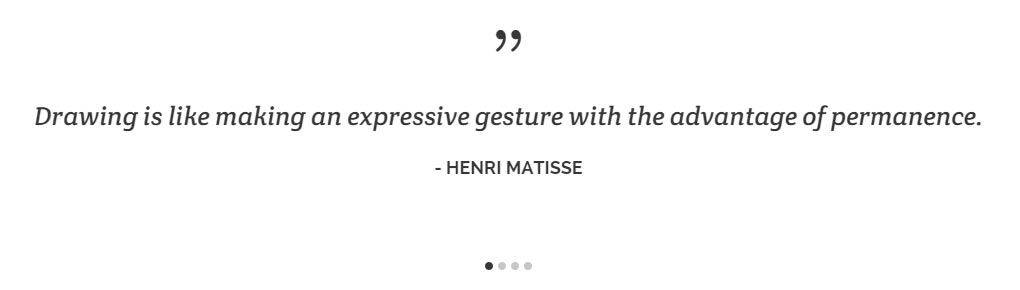 ”
Drawing is like making an expressive gesture with the advantage of permanence.
- HENRI MATISSE